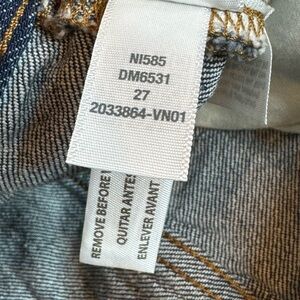 NI585
DM6531
27
2033864-VN01
REMOVE BEFORE
QUITAR ANTES
ENLEVER AVANT